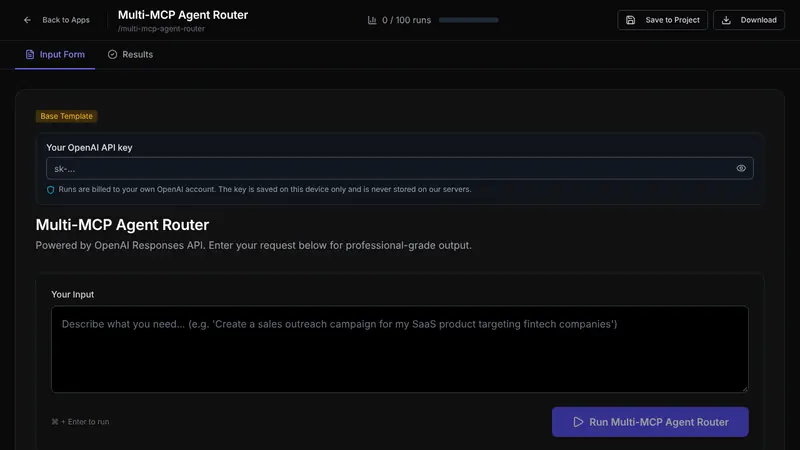 Back to Apps
Multi-MCP Agent Router
/multi-mcp-agent-router
0 / 100 runs
Save to Project
Download
Input Form
Results
Base Template
Your OpenAI API key
sk-...
Runs are billed to your own OpenAI account. The key is saved on this device only and is never stored on our servers.
Multi-MCP Agent Router
Powered by OpenAI Responses API. Enter your request below for professional-grade output.
Your Input
Describe what you need... (e.g. 'Create a sales outreach campaign for my SaaS product targeting fintech companies')
⌘ + Enter to run
Run Multi-MCP Agent Router